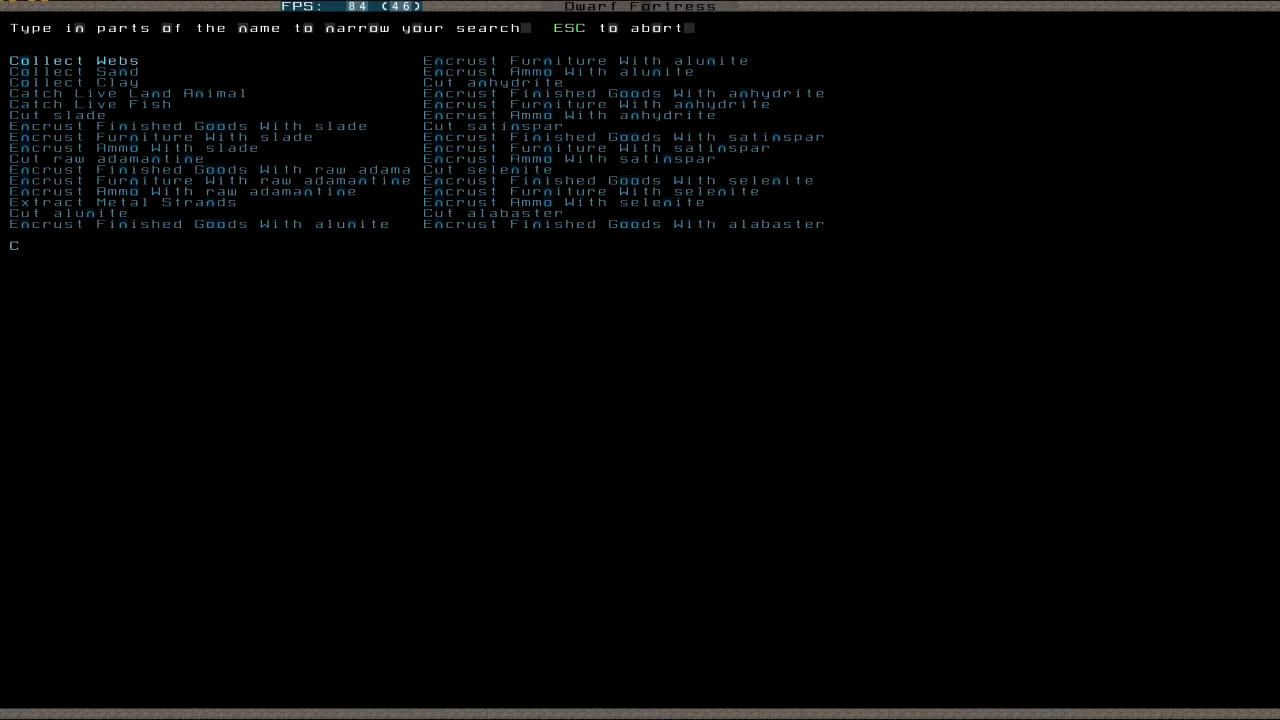 FPS: 84 (46) Dwarf Fortress
Type in parts of the name to narrow your search ESC to abort
Collect Webs
Collect Sand
Collect Clay
Catch Live Land Animal
Catch Live Fish
Cut slade
Encrust Finished Goods With slade
Encrust Furniture With slade
Encrust Ammo With slade
Cut raw adamantine
Encrust Finished Goods With raw adama
Encrust Furniture With raw adamantine
Encrust Ammo With raw adamantine
Extract Metal Strands
Cut alunite
Encrust Finished Goods With alunite
Encrust Furniture With alunite
Encrust Ammo With alunite
Cut anhydrite
Encrust Finished Goods With anhydrite
Encrust Furniture With anhydrite
Encrust Ammo With anhydrite
Cut satinspar
Encrust Finished Goods With satinspar
Encrust Furniture With satinspar
Encrust Ammo With satinspar
Cut selenite
Encrust Finished Goods With selenite
Encrust Furniture With selenite
Encrust Ammo With selenite
Cut alabaster
Encrust Finished Goods With alabaster
C